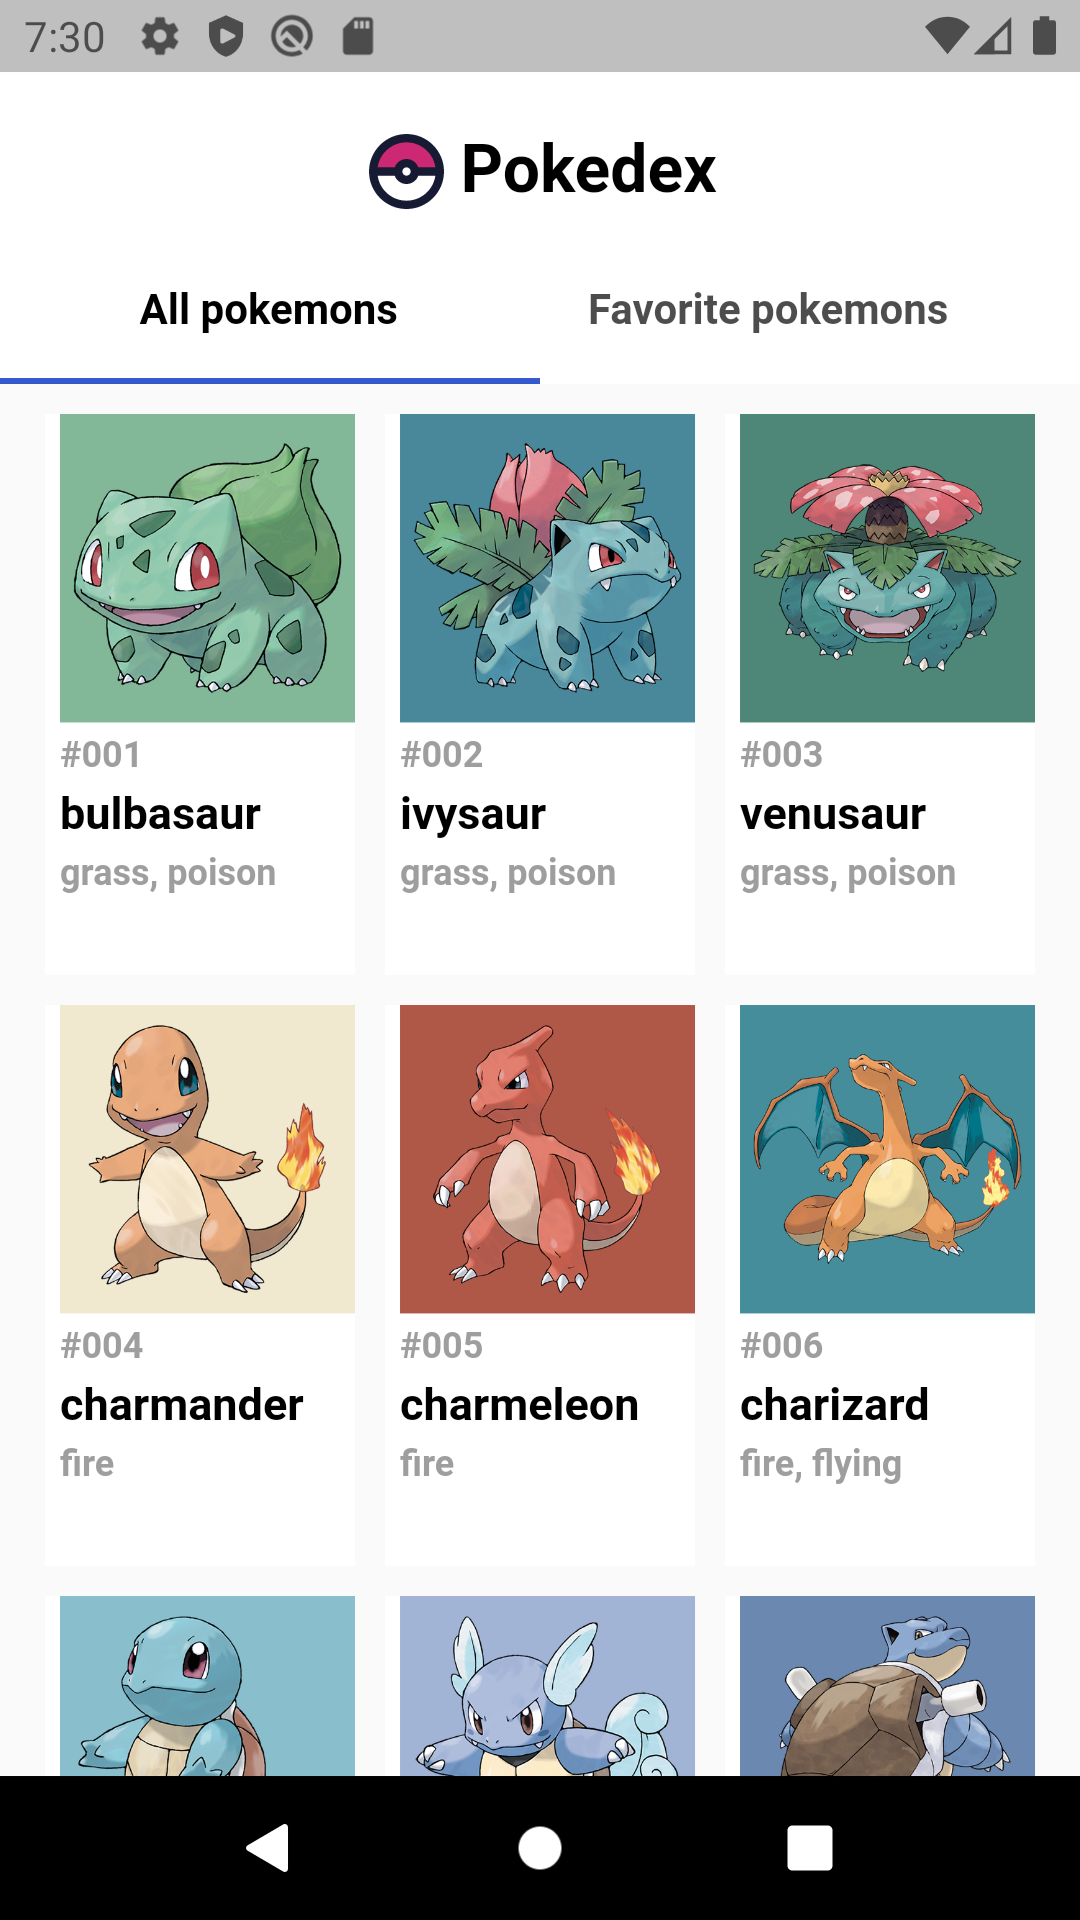 7:30
Pokedex
All pokemons
Favorite pokemons
#001
#002
#003
bulbasaur
ivysaur
venusaur
grass, poison
grass, poison
grass, poison
#004
#005
#006
charmander
charmeleon
charizard
fire
fire
fire, flying